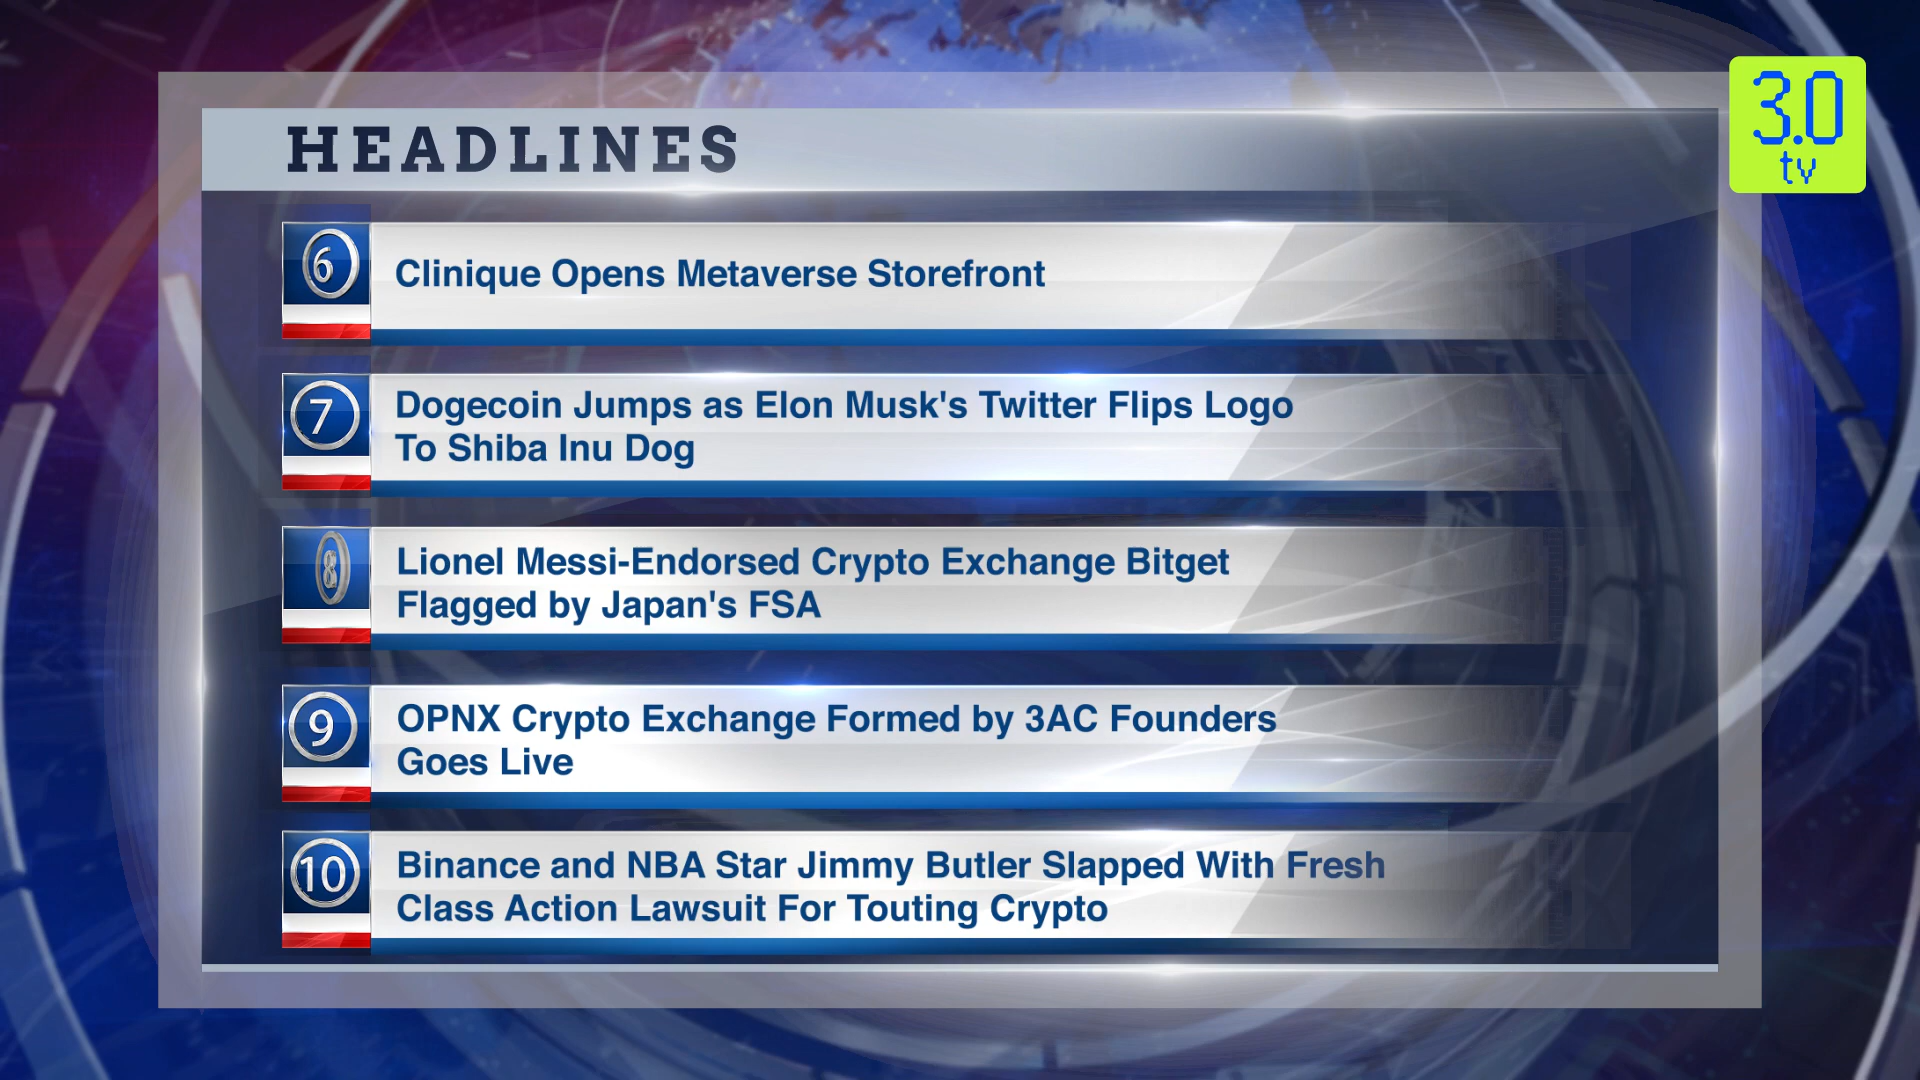 HEADLINES
3.0
tv
6
Clinique Opens Metaverse Storefront
7
Dogecoin Jumps as Elon Musk's Twitter Flips Logo
To Shiba Inu Dog
8
Lionel Messi-Endorsed Crypto Exchange Bitget
Flagged by Japan's FSA
9
OPNX Crypto Exchange Formed by 3AC Founders
Goes Live
10
Binance and NBA Star Jimmy Butler Slapped With Fresh
Class Action Lawsuit For Touting Crypto